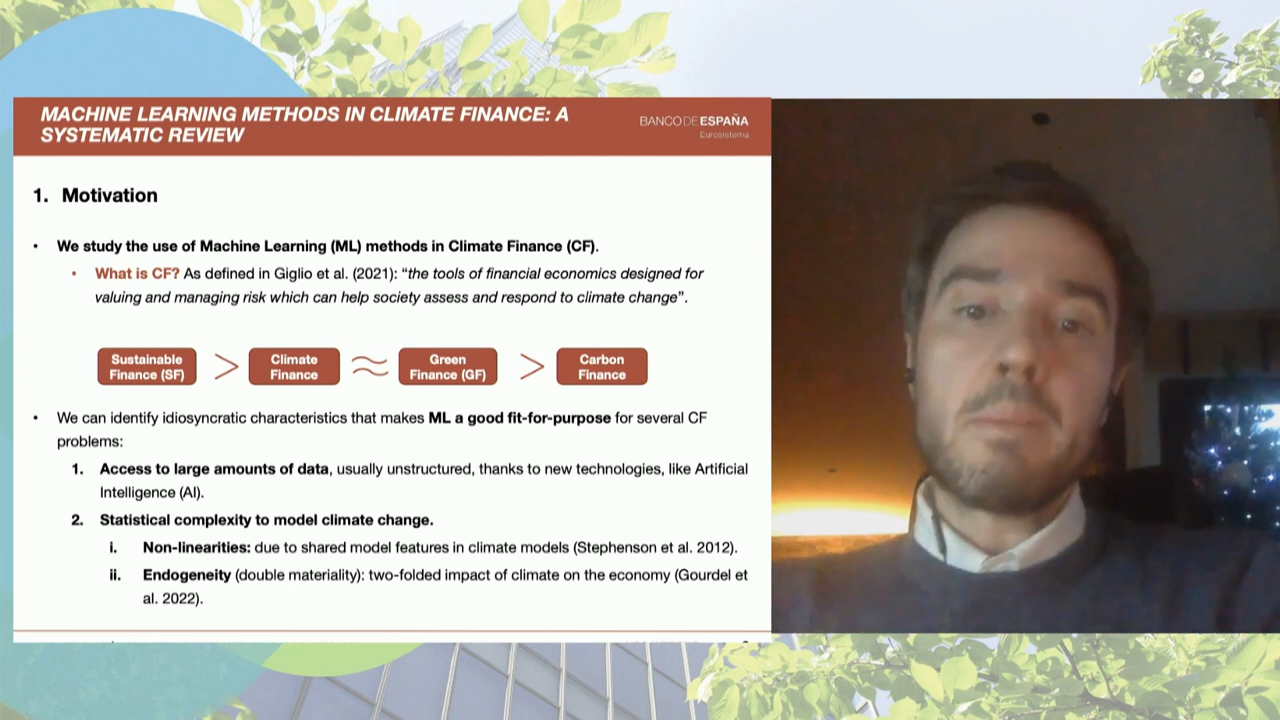 MACHINE LEARNING METHODS IN CLIMATE FINANCE: A
SYSTEMATIC REVIEW
BANCO DE ESPAÑA
Eurosistema
1. Motivation
• We study the use of Machine Learning (ML) methods in Climate Finance (CF).
• What is CF? As defined in Giglio et al. (2021): “the tools of financial economics designed for
valuing and managing risk which can help society assess and respond to climate change”.
Sustainable
Finance (SF)
>
Climate
Finance
≈
Green
Finance (GF)
>
Carbon
Finance
• We can identify idiosyncratic characteristics that makes ML a good fit-for-purpose for several CF
problems:
1. Access to large amounts of data, usually unstructured, thanks to new technologies, like Artificial
Intelligence (AI).
2. Statistical complexity to model climate change.
i. Non-linearities: due to shared model features in climate models (Stephenson et al. 2012).
ii. Endogeneity (double materiality): two-folded impact of climate on the economy (Gourdel et
al. 2022).